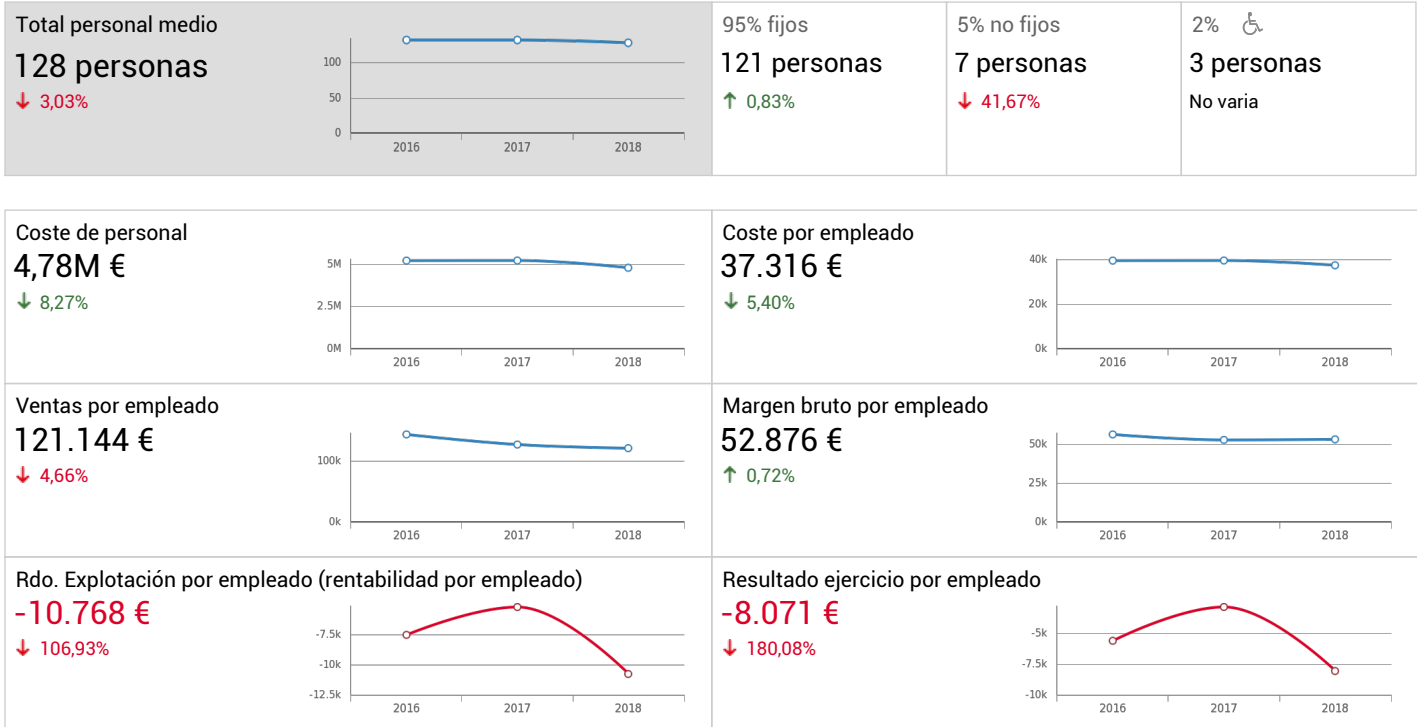 Total personal medio
128 personas
3,03%
100
50
0
2016 2017 2018
95% fijos
121 personas
0,83%
5% no fijos
7 personas
41,67%
2%
3 personas
No varia
Coste de personal
4,78M €
8,27%
5M
2.5M
0M
2016 2017 2018
Coste por empleado
37.316 €
5,40%
40k
20k
0k
2016 2017 2018
Ventas por empleado
121.144 €
4,66%
100k
0k
2016 2017 2018
Margen bruto por empleado
52.876 €
0,72%
50k
25k
0k
2016 2017 2018
Rdo. Explotación por empleado (rentabilidad por empleado)
-10.768 €
106,93%
-7.5k
-10k
-12.5k
2016 2017 2018
Resultado ejercicio por empleado
-8.071 €
180,08%
-5k
-7.5k
-10k
2016 2017 2018